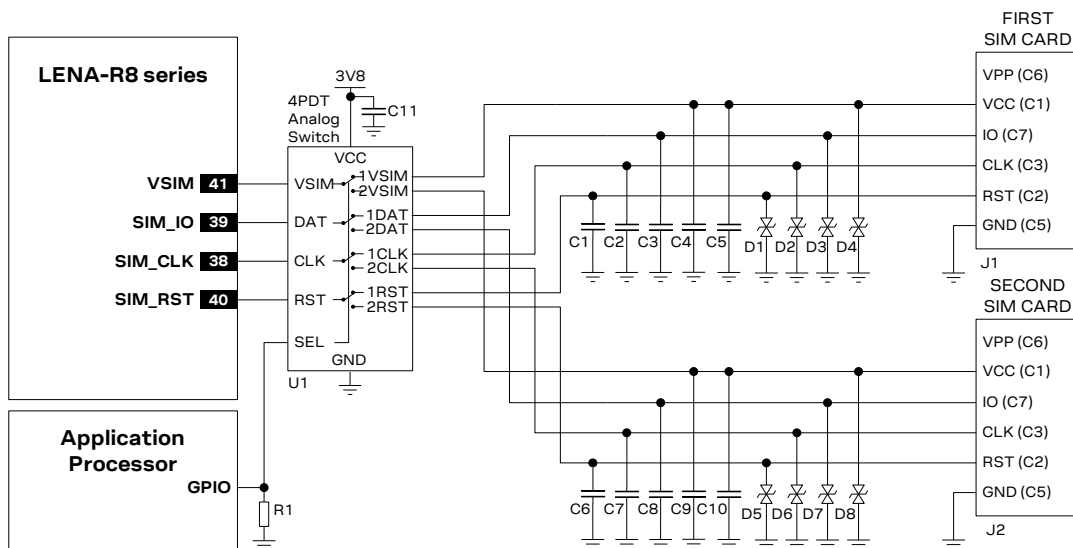 LENA-R8 series
VSIM 41
SIM_IO 39
SIM_CLK 38
SIM_RST 40
Application
Processor
GPIO
R1
3V8
C11
4PDT
Analog
Switch
VCC
VSIM
1VSIM
2VSIM
DAT
1DAT
2DAT
CLK
1CLK
2CLK
RST
1RST
2RST
SEL
GND
U1
C1 C2 C3 C4 C5 D1 D2 D3 D4
FIRST
SIM CARD
VPP (C6)
VCC (C1)
IO (C7)
CLK (C3)
RST (C2)
GND (C5)
J1
C6 C7 C8 C9 C10 D5 D6 D7 D8
SECOND
SIM CARD
VPP (C6)
VCC (C1)
IO (C7)
CLK (C3)
RST (C2)
GND (C5)
J2